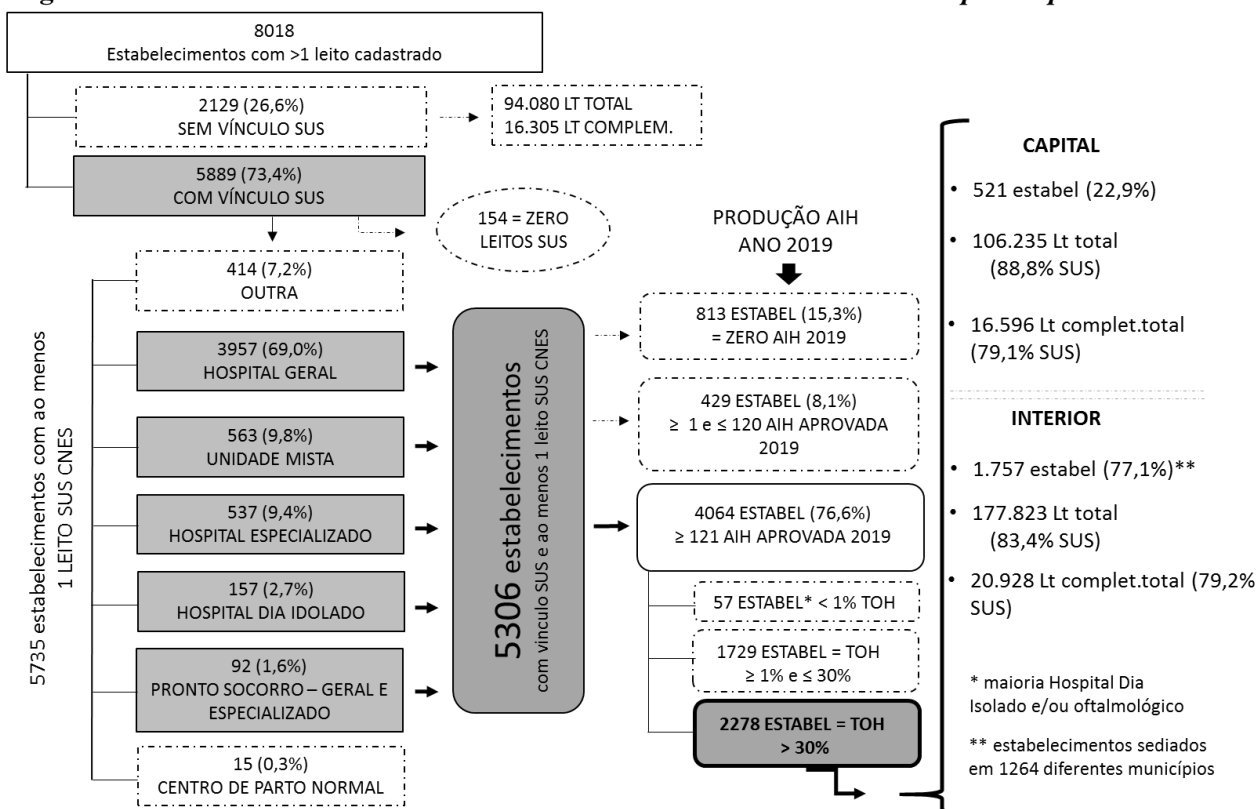 8018
Estabelecimentos com >1 leito cadastrado
2129 (26,6%)
SEM VÍNCULO SUS
94.080 LT TOTAL
16.305 LT COMPLEM.
5889 (73,4%)
COM VÍNCULO SUS
154 = ZERO
LEITOS SUS
5735 estabelecimentos com ao menos
1 LEITO SUS CNES
414 (7,2%)
OUTRA
3957 (69,0%)
HOSPITAL GERAL
563 (9,8%)
UNIDADE MISTA
537 (9,4%)
HOSPITAL ESPECIALIZADO
157 (2,7%)
HOSPITAL DIA IDOLADO
92 (1,6%)
PRONTO SOCORRO – GERAL E
ESPECIALIZADO
15 (0,3%)
CENTRO DE PARTO NORMAL
5306 estabelecimentos
com vinculo SUS e ao menos 1 leito SUS CNES
PRODUÇÃO AIH
ANO 2019
813 ESTABEL (15,3%)
= ZERO AIH 2019
429 ESTABEL (8,1%)
≥ 1 e ≤ 120 AIH APROVADA
2019
4064 ESTABEL (76,6%)
≥ 121 AIH APROVADA 2019
57 ESTABEL* < 1% TOH
1729 ESTABEL = TOH
≥ 1% e ≤ 30%
2278 ESTABEL = TOH
> 30%
CAPITAL
• 521 estabel (22,9%)
• 106.235 Lt total
(88,8% SUS)
• 16.596 Lt complet.total
(79,1% SUS)
INTERIOR
• 1.757 estabel (77,1%)**
• 177.823 Lt total
(83,4% SUS)
• 20.928 Lt complet.total (79,2%
SUS)
* maioria Hospital Dia
Isolado e/ou oftalmológico
** estabelecimentos sediados
em 1264 diferentes municípios